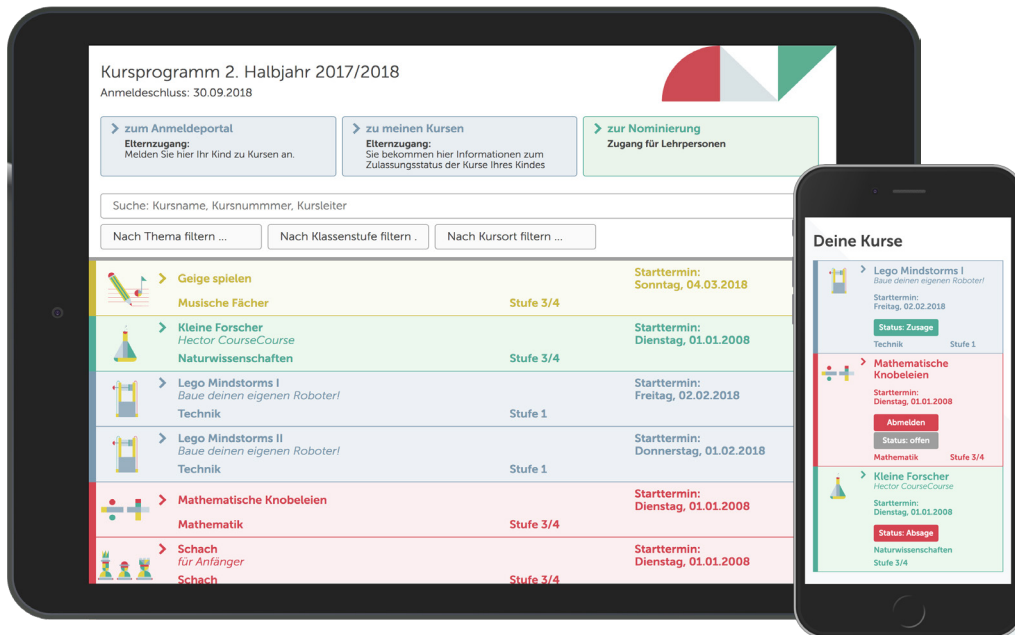 Kursprogramm 2. Halbjahr 2017/2018
Anmeldeschluss: 30.09.2018
zum Anmeldeportal
Elternzugang:
Melden Sie hier Ihr Kind zu Kursen an.
zu meinen Kursen
Elternzugang:
Sie bekommen hier Informationen zum
Zulassungsstatus der Kurse Ihres Kindes
zur Nominierung
Zugang für Lehrpersonen
Suche: Kursname, Kursnummmer, Kursleiter
Nach Thema filtern ...
Nach Klassenstufe filtern .
Nach Kursort filtern ...
Geige spielen
Starttermin:
Sonntag, 04.03.2018
Musische Fächer
Stufe 3/4
Kleine Forscher
Hector CourseCourse
Starttermin:
Dienstag, 01.01.2008
Naturwissenschaften
Stufe 3/4
Lego Mindstorms I
Baue deinen eigenen Roboter!
Starttermin:
Freitag, 02.02.2018
Technik
Stufe 1
Lego Mindstorms II
Baue deinen eigenen Roboter!
Starttermin:
Donnerstag, 01.02.2018
Technik
Stufe 1
Mathematische Knobeleien
Starttermin:
Dienstag, 01.01.2008
Mathematik
Stufe 3/4
Schach
für Anfänger
Starttermin:
Dienstag, 01.01.2008
Schach
Stufe 3/4
Deine Kurse
Lego Mindstorms I
Baue deinen eigenen Roboter!
Starttermin:
Freitag, 02.02.2018
Status: Zusage
Technik
Stufe 1
Mathematische
Knobeleien
Starttermin:
Dienstag, 01.01.2008
Abmelden
Status: offen
Mathematik
Stufe 3/4
Kleine Forscher
Hector CourseCourse
Starttermin:
Dienstag, 01.01.2008
Status: Absage
Naturwissenschaften
Stufe 3/4